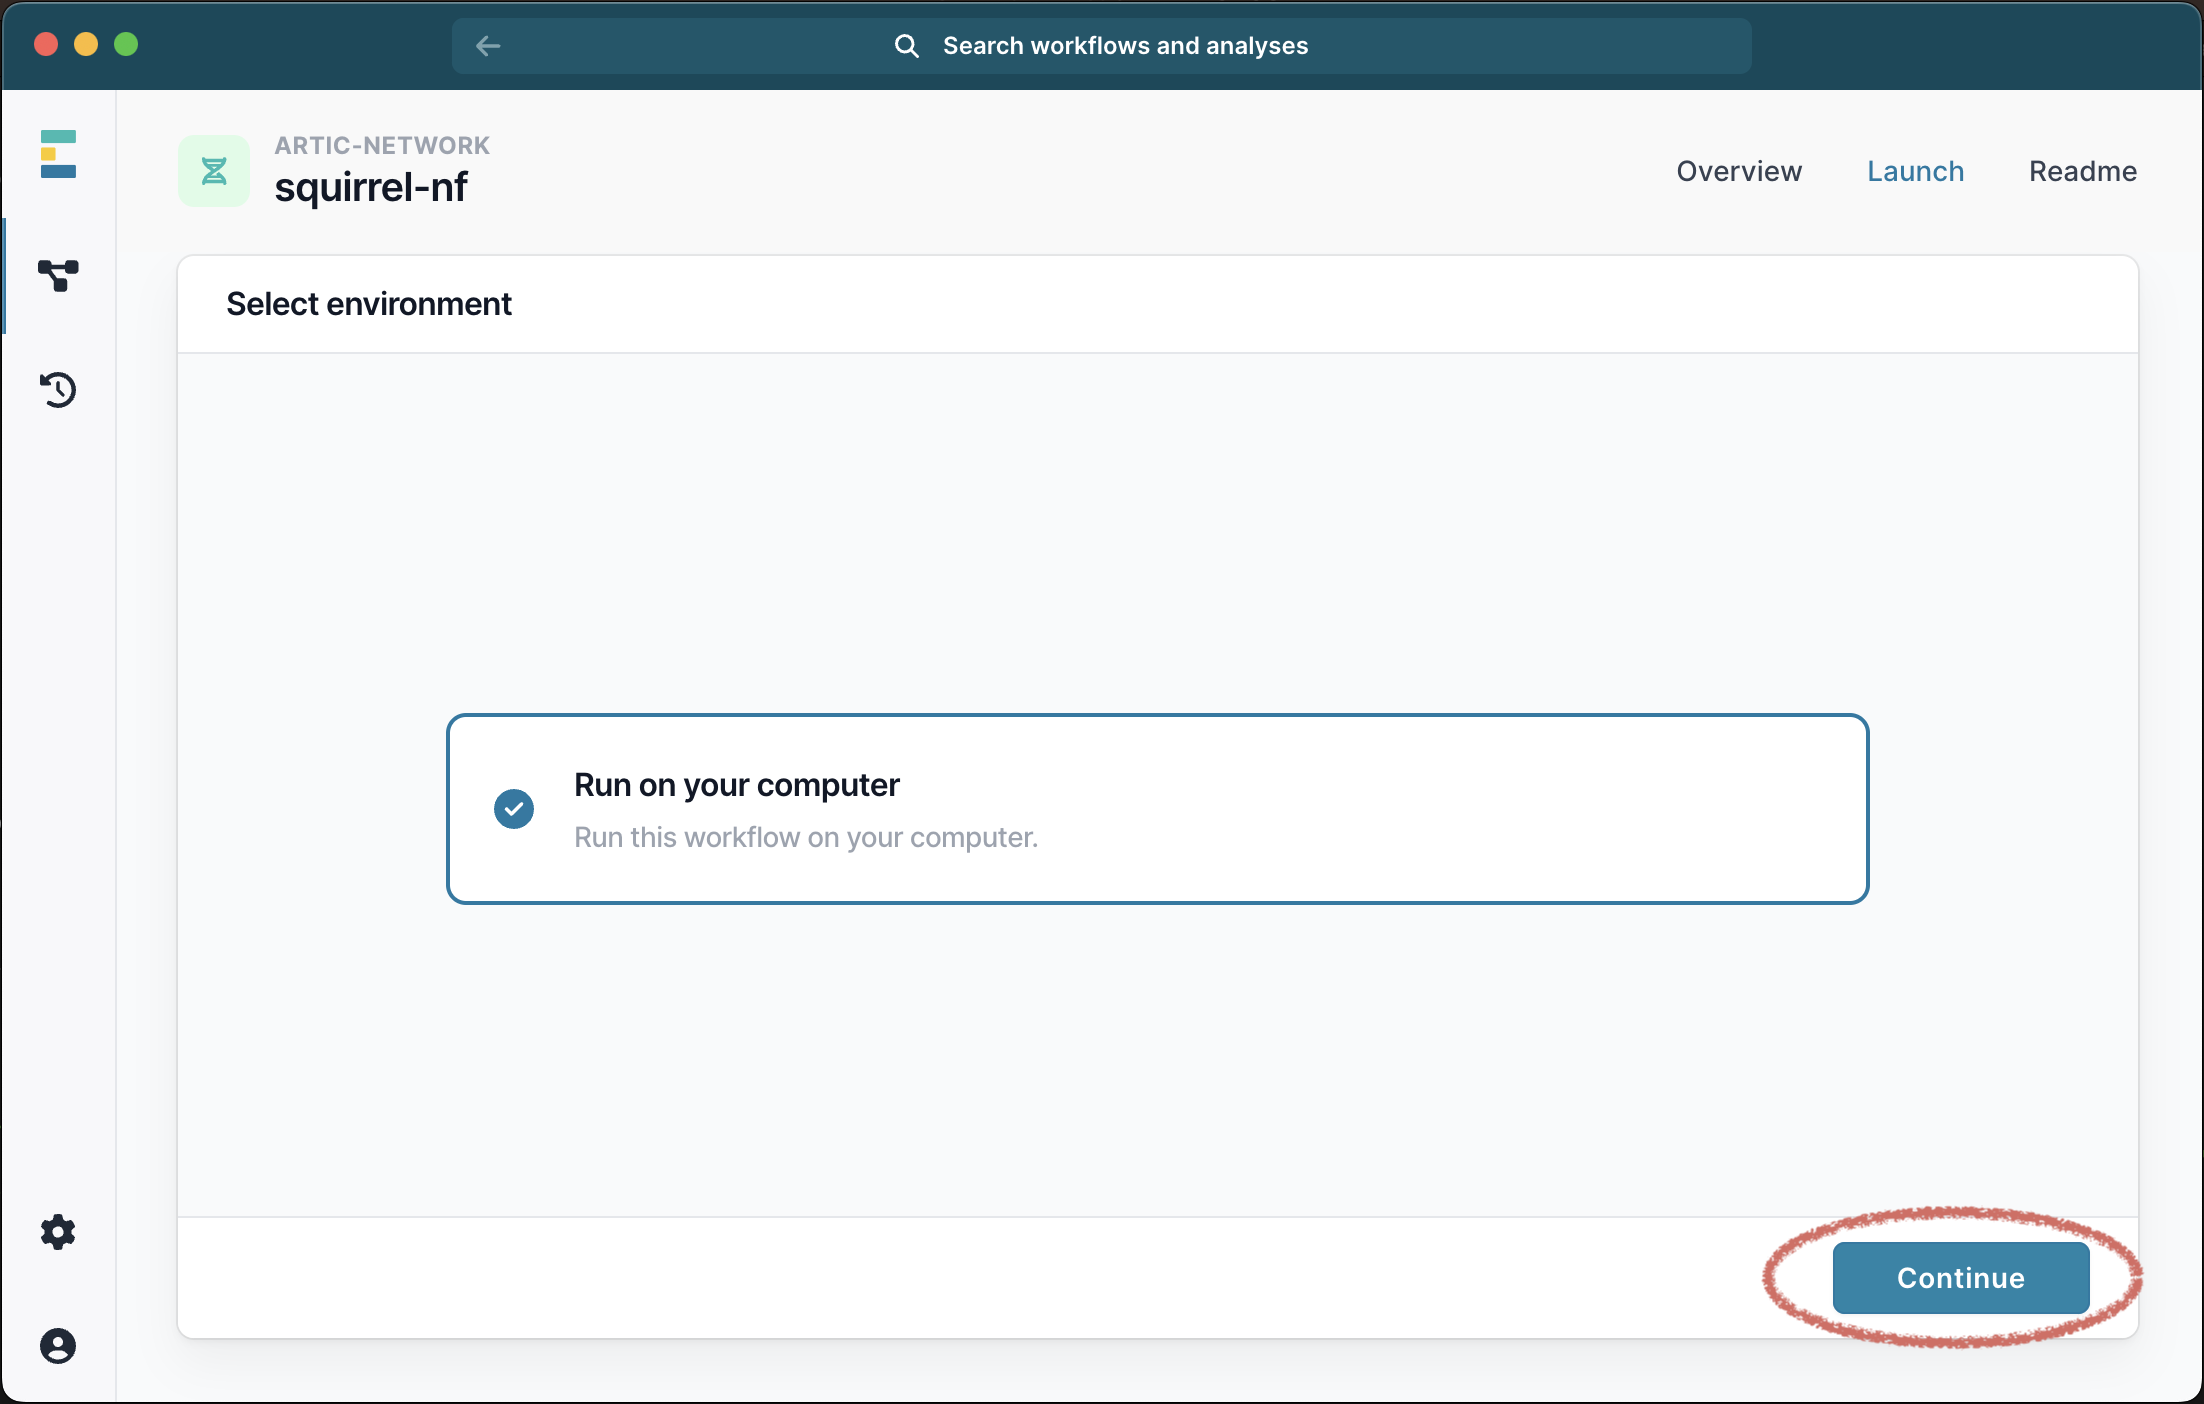 Search workflows and analyses
ARTIC-NETWORK
squirrel-nf
Overview
Launch
Readme
Select environment
Run on your computer
Run this workflow on your computer.
Continue